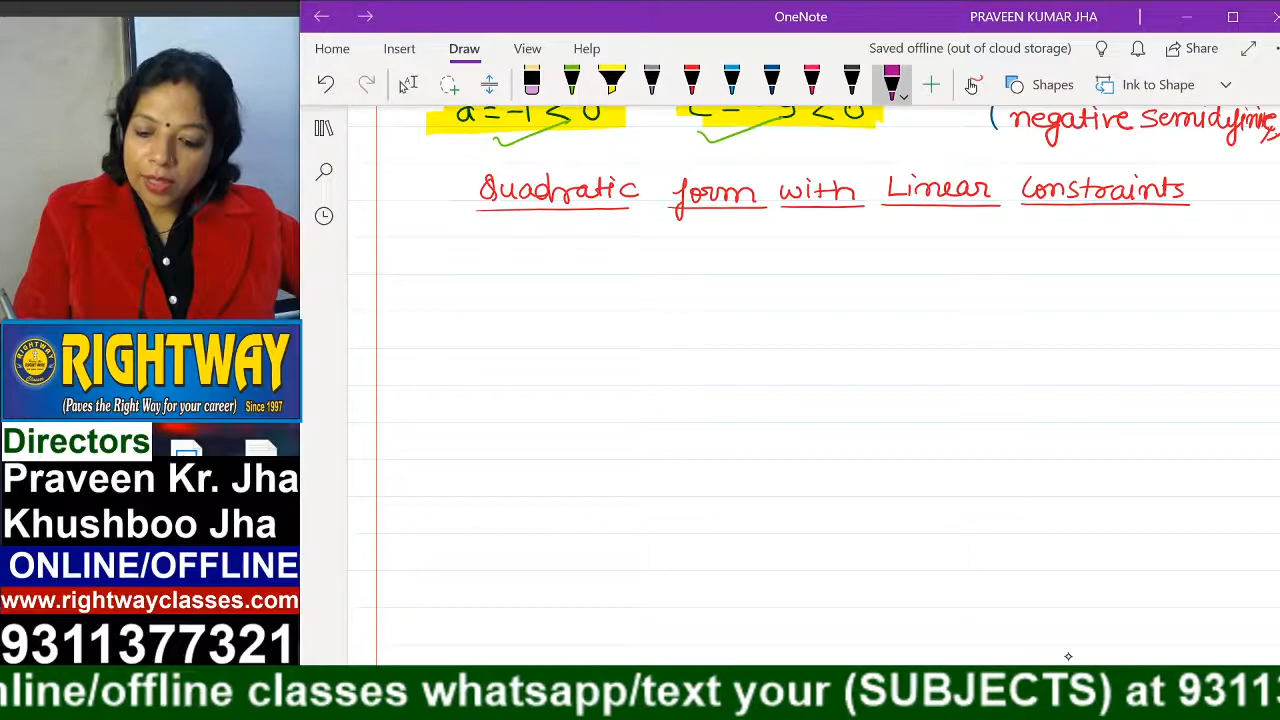 OneNote
PRAVEEN KUMAR JHA
Home Insert Draw View Help
Saved offline (out of cloud storage)
Share
Shapes
Ink to Shape
a = -1 < 0
< 0
(negative semidefinite)
Quadratic form with Linear Constraints
RIGHTWAY
(Paves the Right Way for your career) Since 1997
Directors
Praveen Kr. Jha
Khushboo Jha
ONLINE/OFFLINE
www.rightwayclasses.com
9311377321
nline/offline classes whatsapp/text your (SUBJECTS) at 9311